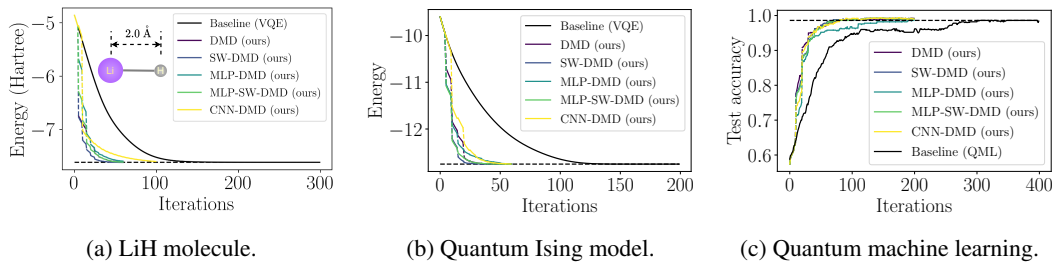 Energy (Hartree)
−5
−6
−7
0
100
200
300
Iterations
2.0 Å
Li
H
Baseline (VQE)
DMD (ours)
SW-DMD (ours)
MLP-DMD (ours)
MLP-SW-DMD (ours)
CNN-DMD (ours)
(a) LiH molecule.
Energy
−10
−11
−12
0
50
100
150
200
Iterations
Baseline (VQE)
DMD (ours)
SW-DMD (ours)
MLP-DMD (ours)
MLP-SW-DMD (ours)
CNN-DMD (ours)
(b) Quantum Ising model.
Test accuracy
1.0
0.9
0.8
0.7
0.6
0
100
200
300
400
Iterations
DMD (ours)
SW-DMD (ours)
MLP-DMD (ours)
MLP-SW-DMD (ours)
CNN-DMD (ours)
Baseline (QML)
(c) Quantum machine learning.